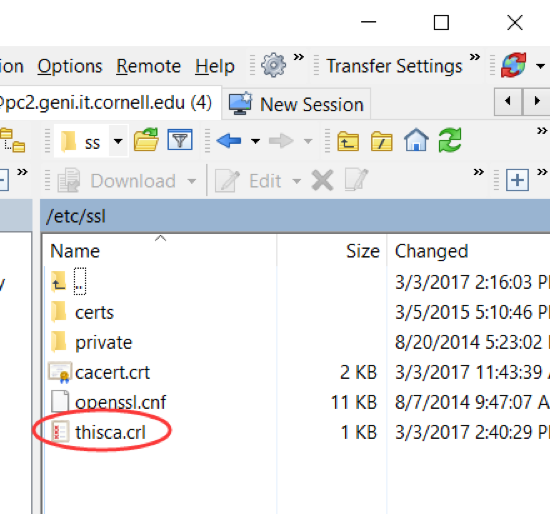 ion Options Remote Help » Transfer Settings »
@pc2.geni.it.cornell.edu (4) New Session
ss »
» Download Edit »
/etc/ssl
Name Size Changed
.. 3/3/2017 2:16:03 P
certs 3/5/2015 5:10:46 P
private 8/20/2014 5:23:02
y
cacert.crt 2 KB 3/3/2017 11:43:39 A
openssl.cnf 11 KB 8/7/2014 9:47:07 A
thisca.crl 1 KB 3/3/2017 2:40:29 P